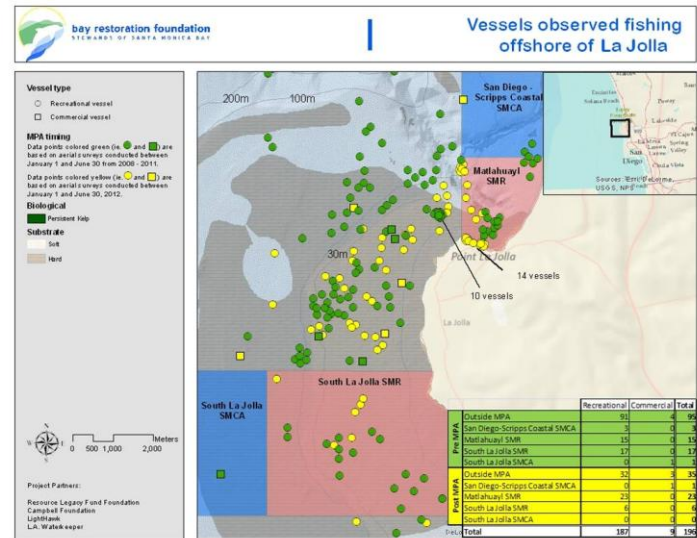 bay restoration foundation
STEWARDS OF SANTA MONICA BAY
Vessels observed fishing
offshore of La Jolla
Vessel type
Recreational vessel
Commercial vessel
MPA timing
Data points colored green (ie. and ) are
based on aerial surveys conducted between
January 1 and June 30 from 2008 - 2011.
Data points colored yellow (ie. and ) are
based on aerial surveys conducted between
January 1 and June 30, 2012.
Biological
Persistent Kelp
Substrate
Soft
Hard
Meters
0 500 1,000 2,000
Project Partners:
Resource Legacy Fund Foundation
Campbell Foundation
LightHawk
L.A. Waterkeeper
200m 100m
San Diego -
Scripps Coastal
SMCA
Matlahuayl
SMR
30m
Point La Jolla
14 vessels
10 vessels
La Jolla
South La Jolla SMR
South La Jolla
SMCA
San
Diego
USGS, NPS
Recreational Commercial Total
Pre MPA
Outside MPA 91 4 95
San Diego-Scripps Coastal SMCA 3 0 3
Matlahuayl SMR 15 0 15
South La Jolla SMR 17 0 17
South La Jolla SMCA 0 1 1
Post MPA
Outside MPA 32 3 35
San Diego-Scripps Coastal SMCA 0 1 1
Matlahuayl SMR 23 0 23
South La Jolla SMR 6 0 6
South La Jolla SMCA 0 0 0
Total 187 9 196